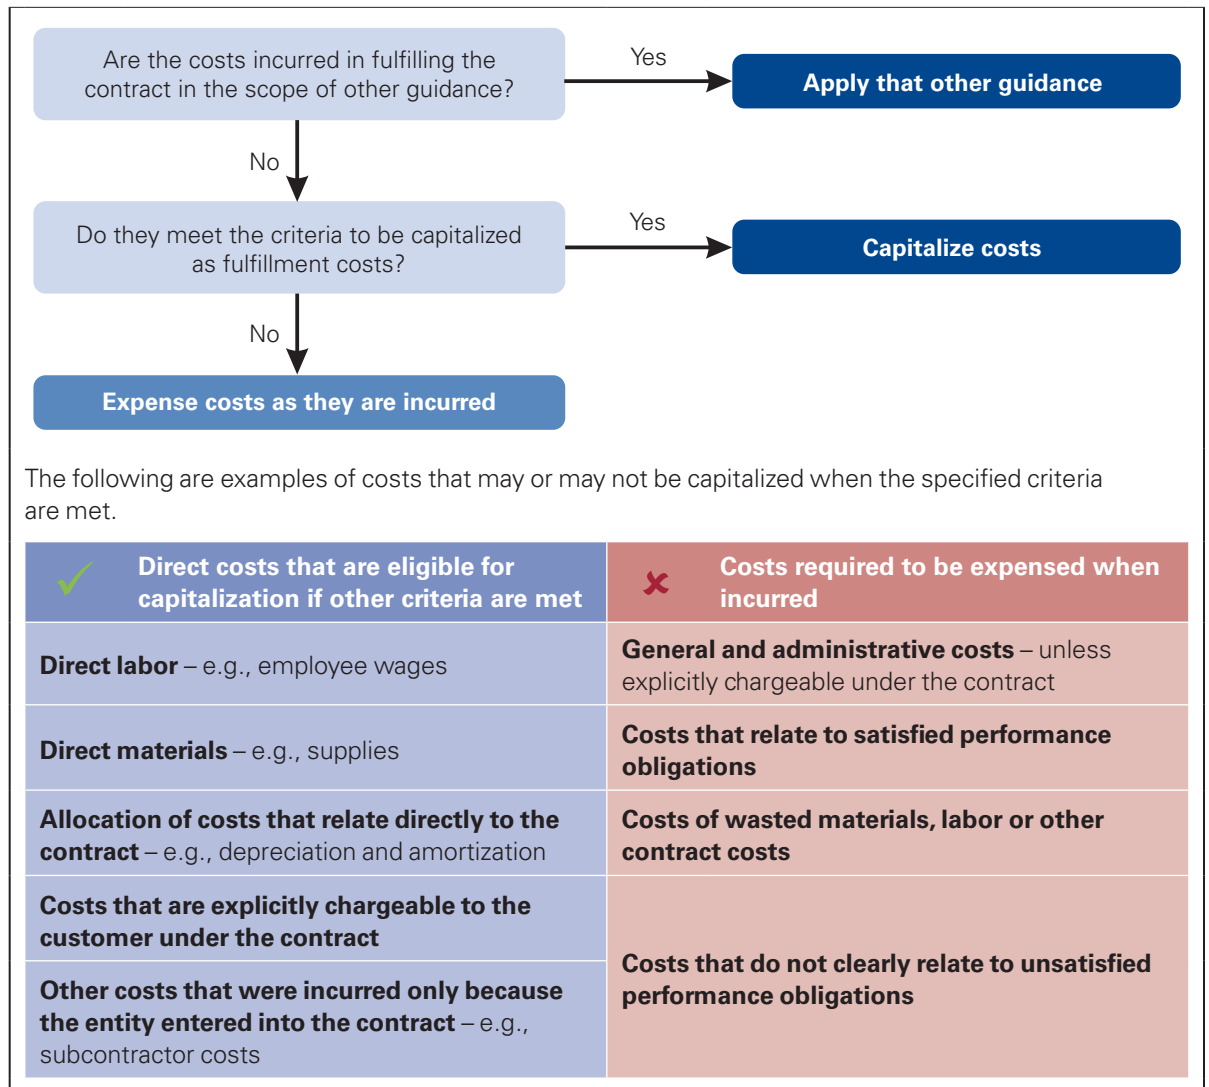 Are the costs incurred in fulfilling the
contract in the scope of other guidance?
Yes
Apply that other guidance
No
Do they meet the criteria to be capitalized
as fulfillment costs?
Yes
Capitalize costs
No
Expense costs as they are incurred
The following are examples of costs that may or may not be capitalized when the specified criteria
are met.
Direct costs that are eligible for
capitalization if other criteria are met
Costs required to be expensed when
incurred
Direct labor – e.g., employee wages
General and administrative costs – unless
explicitly chargeable under the contract
Direct materials – e.g., supplies
Costs that relate to satisfied performance
obligations
Allocation of costs that relate directly to the
contract – e.g., depreciation and amortization
Costs of wasted materials, labor or other
contract costs
Costs that are explicitly chargeable to the
customer under the contract
Costs that do not clearly relate to unsatisfied
performance obligations
Other costs that were incurred only because
the entity entered into the contract – e.g.,
subcontractor costs